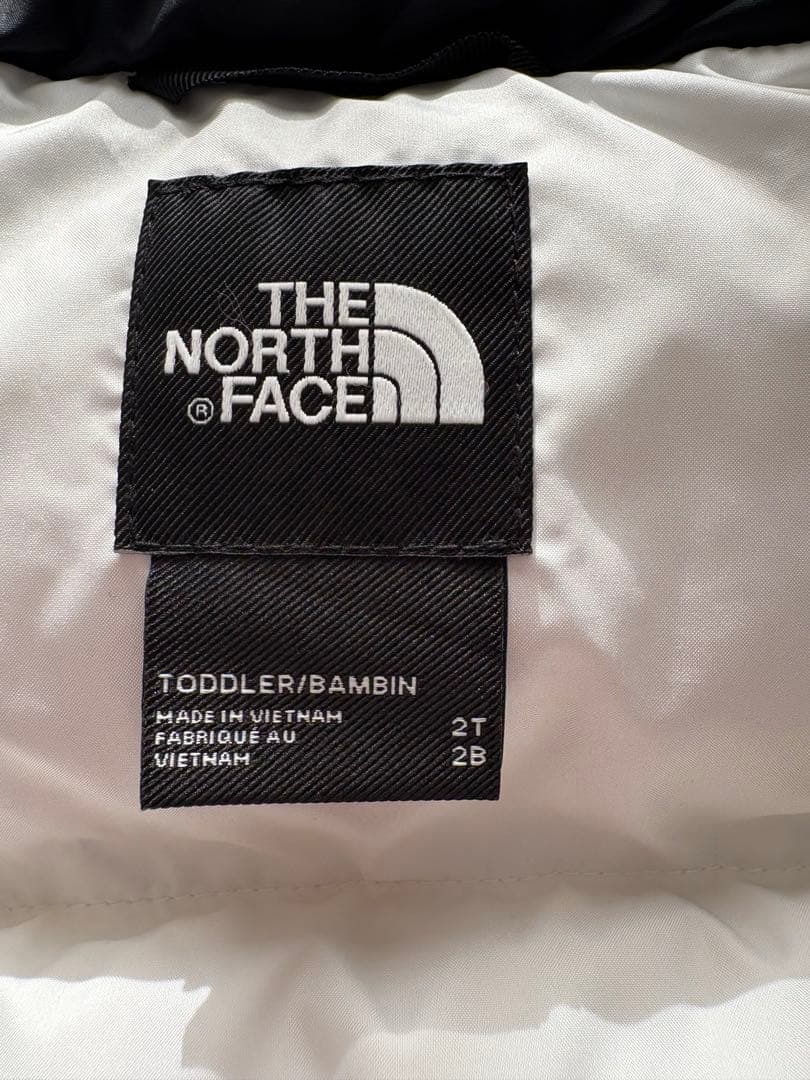 THE
NORTH
® FACE
TODDLER/BAMBIN
MADE IN VIETNAM
FABRIQUÉ AU
VIETNAM
2T
2B